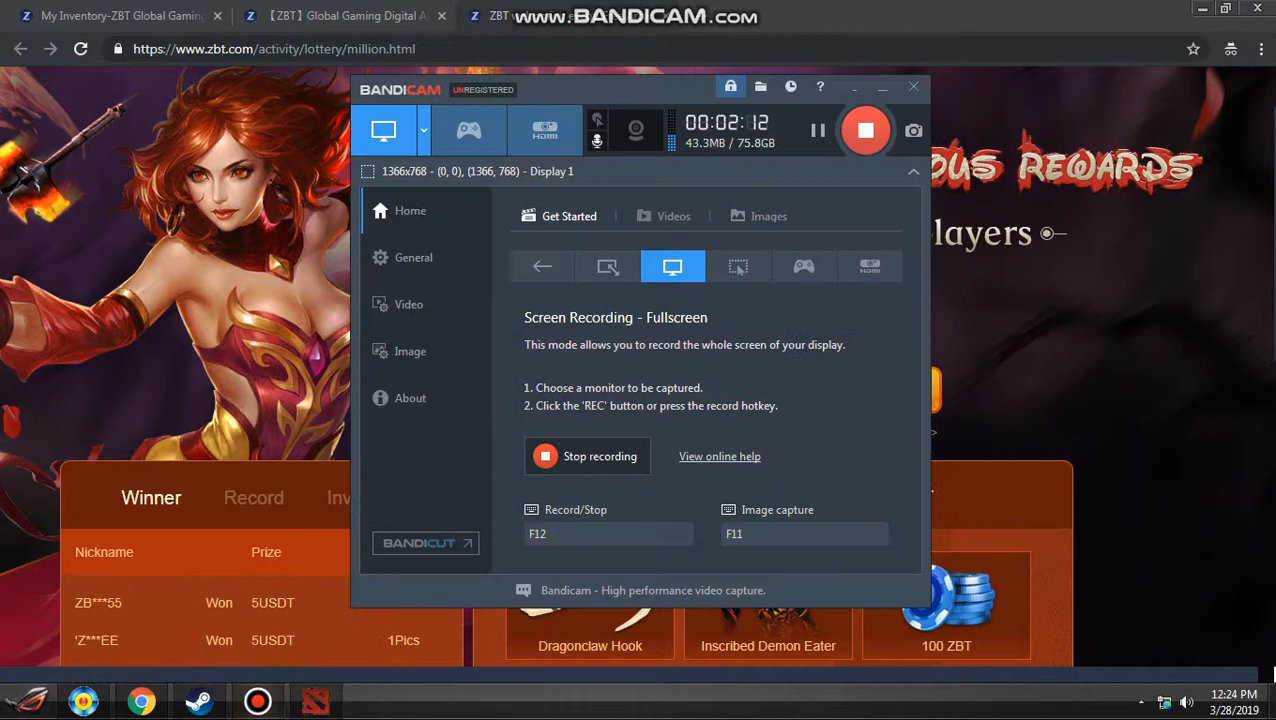 My Inventory-ZBT Global Gaming
【ZBT】Global Gaming Digital A
ZBT
www.BANDICAM.com
https://www.zbt.com/activity/lottery/million.html
BANDICAM UNREGISTERED
HDMI
00:02:12
43.3MB / 75.8GB
1366x768 - (0, 0), (1366, 768) - Display 1
Home
General
Video
Image
About
BANDICUT
Get Started
Videos
Images
HDMI
Screen Recording - Fullscreen
This mode allows you to record the whole screen of your display.
1. Choose a monitor to be captured.
2. Click the 'REC' button or press the record hotkey.
Stop recording
View online help
Record/Stop
Image capture
F12
F11
Bandicam - High performance video capture.
OUS REWARDS
layers
Winner
Record
Inv
Nickname
Prize
ZB***55 Won 5USDT
'Z***EE Won 5USDT 1Pics
Dragonclaw Hook
Inscribed Demon Eater
100 ZBT
12:24 PM
3/28/2019